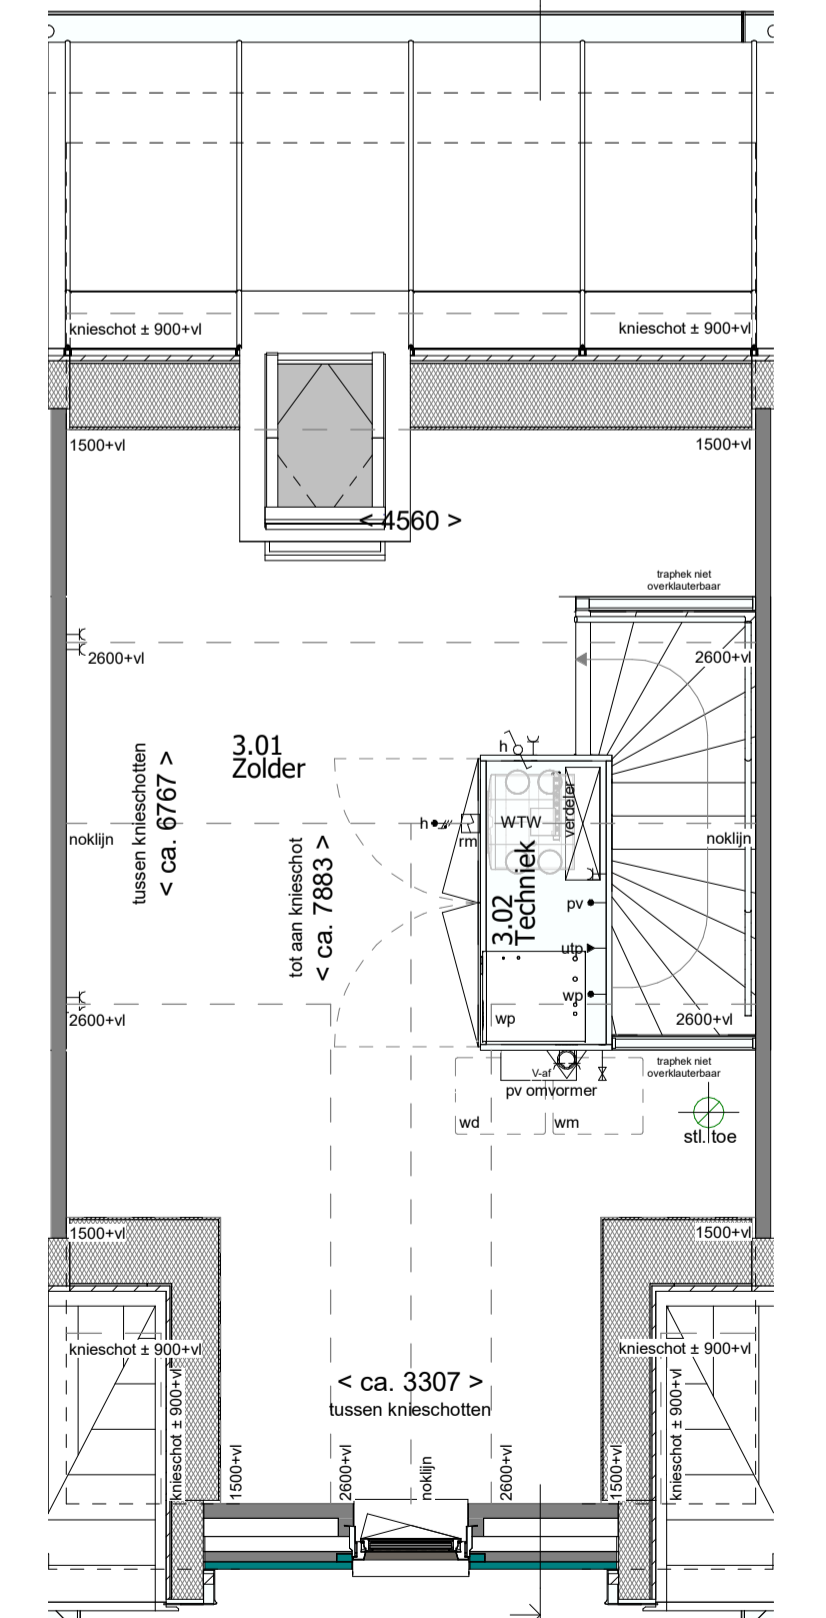 knieschot ± 900+vl
knieschot ± 900+vl
1500+vl
1500+vl
< 4560 >
traphek niet
overklauterbaar
2600+vl
2600+vl
3.01
Zolder
h
tussen knieschotten
< ca. 6767 >
h
rm
WTW
verdeler
noklijn
noklijn
tot aan knieschot
< ca. 7883 >
3.02
Techniek
pv
utp
wp
wp
2600+vl
2600+vl
traphek niet
overklauterbaar
V-af
pv omvormer
wd
wm
stl. toe
1500+vl
1500+vl
knieschot ± 900+vl
knieschot ± 900+vl
knieschot ± 900+vl
knieschot ± 900+vl
< ca. 3307 >
tussen knieschotten
1500+vl
2600+vl
noklijn
2600+vl
1500+vl